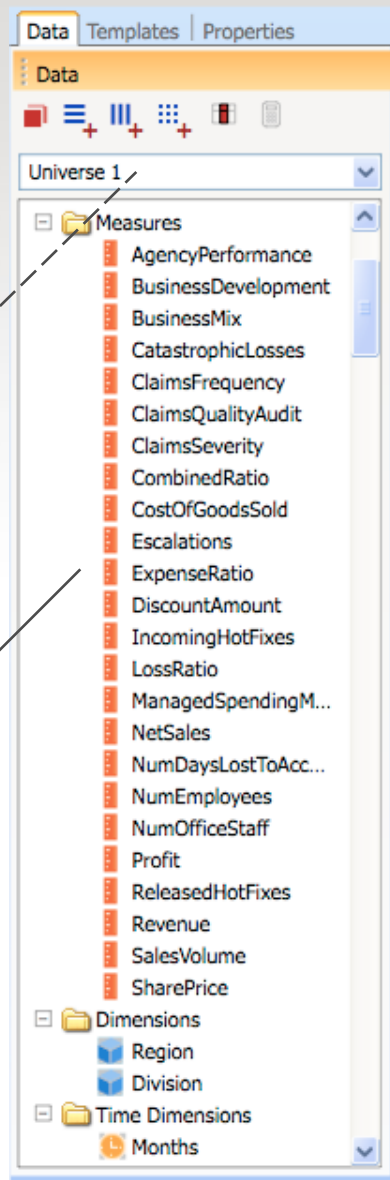 Data Templates Properties
Data
Universe 1
Measures
AgencyPerformance
BusinessDevelopment
BusinessMix
CatastrophicLosses
ClaimsFrequency
ClaimsQualityAudit
ClaimsSeverity
CombinedRatio
CostOfGoodsSold
Escalations
ExpenseRatio
DiscountAmount
IncomingHotFixes
LossRatio
ManagedSpendingM...
NetSales
NumDaysLostToAcc...
NumEmployees
NumOfficeStaff
Profit
ReleasedHotFixes
Revenue
SalesVolume
SharePrice
Dimensions
Region
Division
Time Dimensions
Months